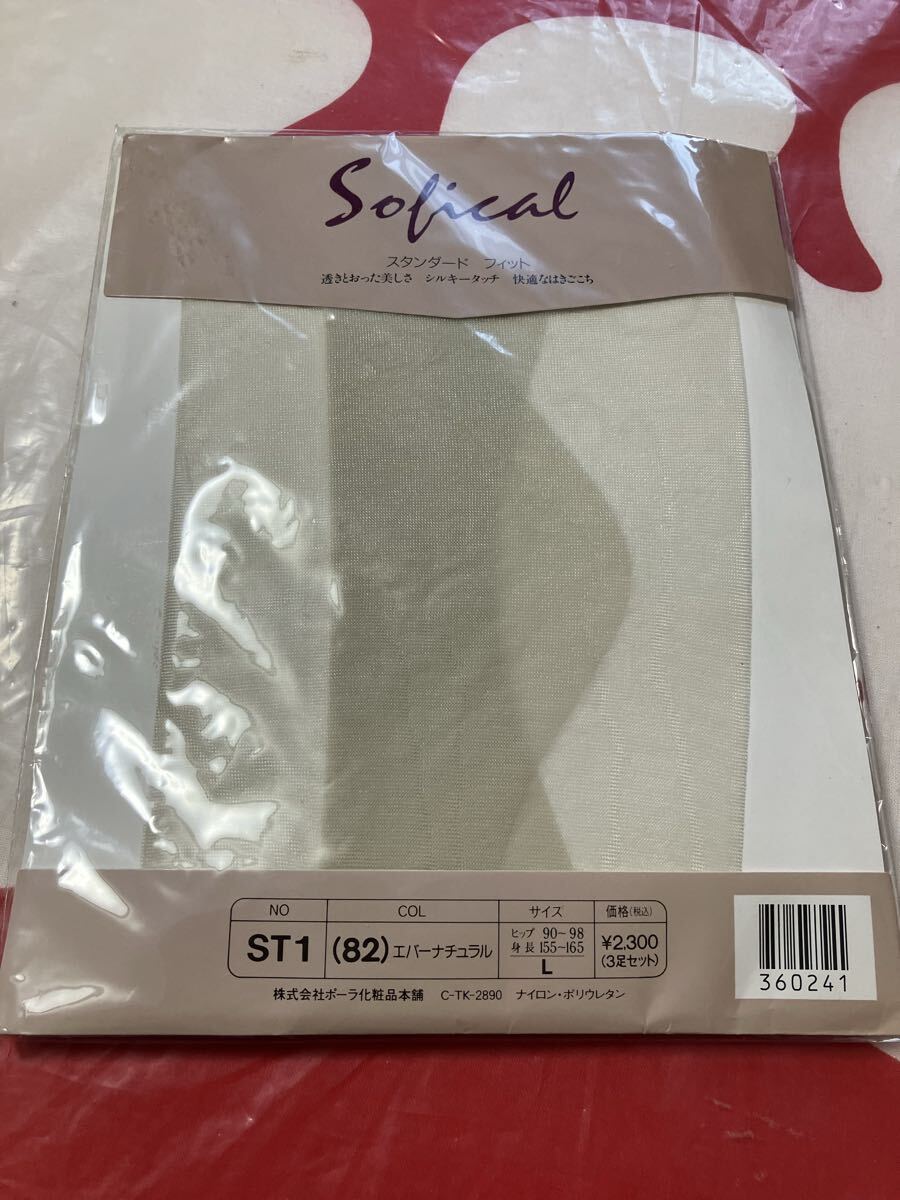 Sofical
スタンダード フィット
透きとおった美しさ シルキータッチ 快適なはきごこち
NO COL サイズ 価格(税込)
ST1 (82)エバーナチュラル ヒップ 90~98 ¥2,300
身長 155~165 (3足セット)
L
360241
株式会社ポーラ化粧品本舗 C-TK-2890 ナイロン・ポリウレタン